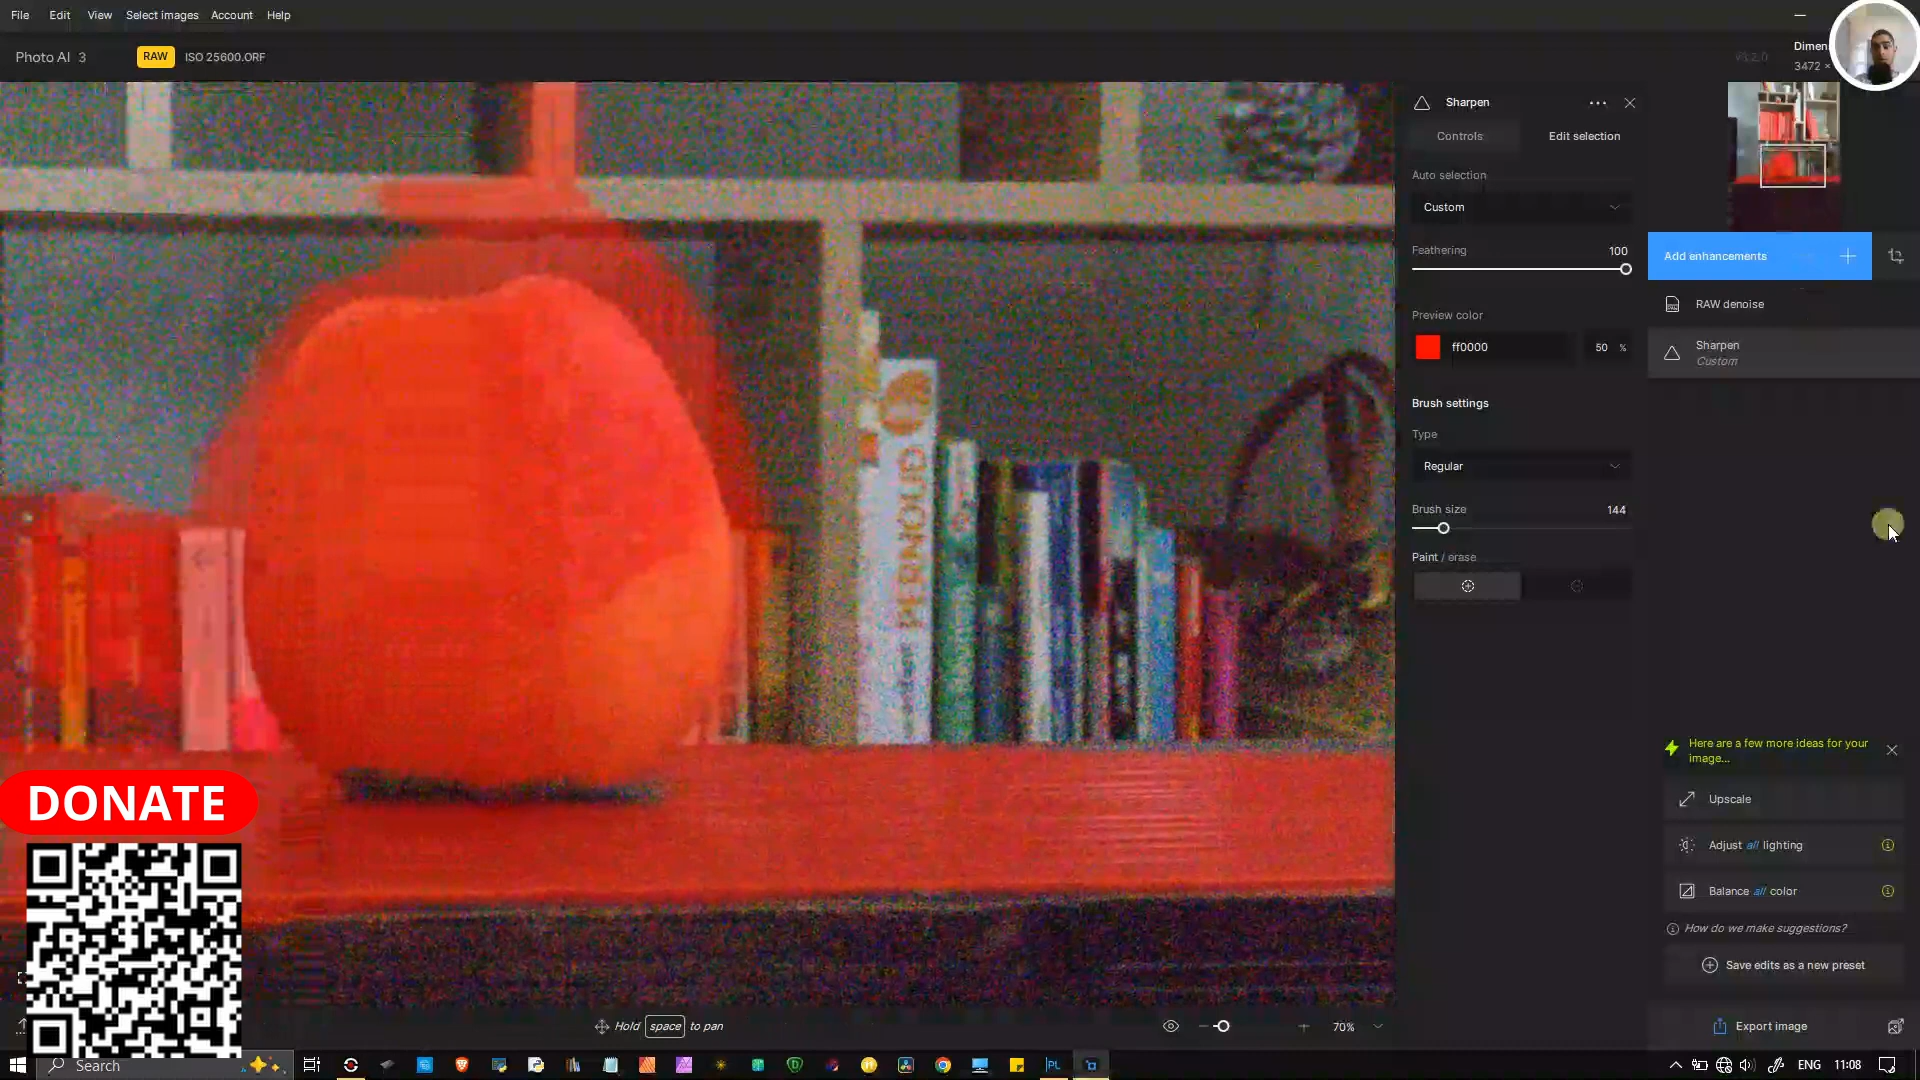 File Edit View Select images Account Help
Photo AI 3 RAW ISO 25600.ORF
v3.2.0
3472 ×
Sharpen
Controls Edit selection
Auto selection
Custom
Feathering 100
Preview color
ff0000 50 %
Brush settings
Type
Regular
Brush size 144
Paint / erase
Add enhancements
RAW denoise
Sharpen
Custom
Here are a few more ideas for your
image...
Upscale
Adjust all lighting
Balance all color
How do we make suggestions?
Save edits as a new preset
Export image
DONATE
Hold space to pan
70%
Search
PL
ENG 11:08